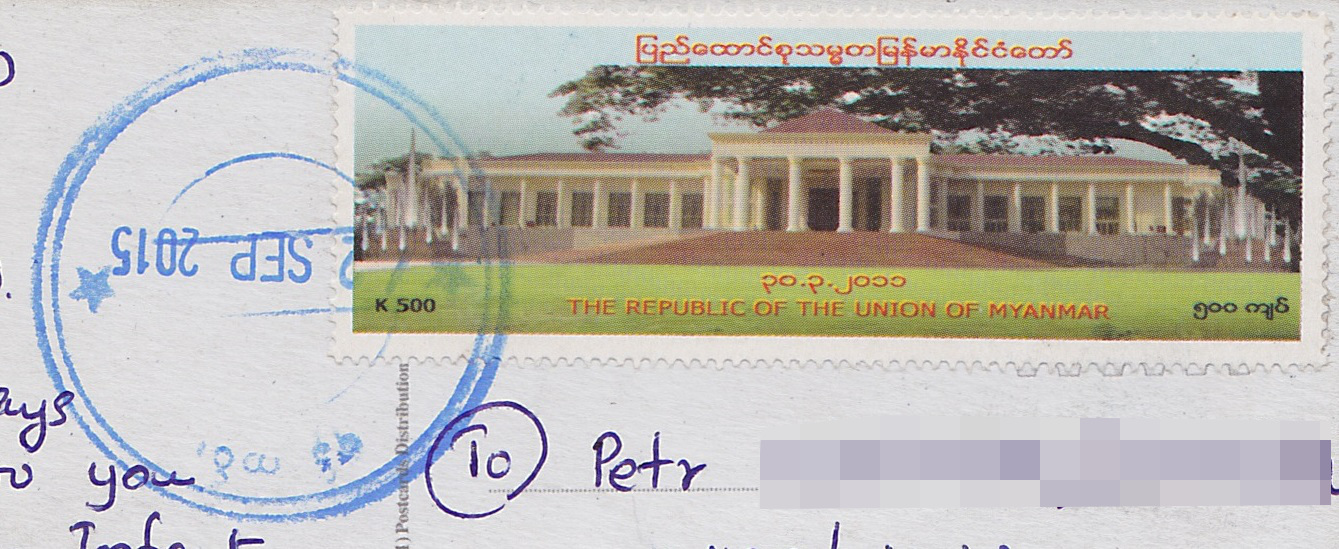 ပြည်ထောင်စုသမ္မတမြန်မာနိုင်ငံတော်
၃၀.၃.၂၀၁၁
K 500
THE REPUBLIC OF THE UNION OF MYANMAR
၅၀၀ ကျပ်
2 SEP 2015
Postcards Distribution
you
To Petr